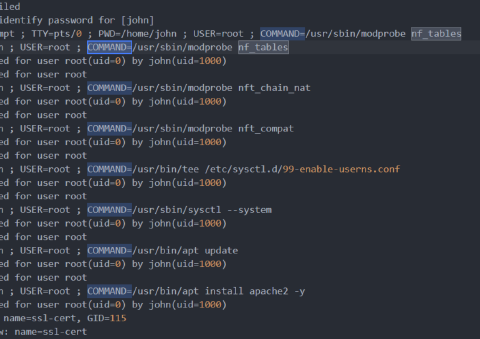 iled
identify password for [john]
mpt ; TTY=pts/0 ; PWD=/home/john ; USER=root ; COMMAND=/usr/sbin/modprobe nf_tables
n ; USER=root ; COMMAND=/usr/sbin/modprobe nf_tables
ed for user root(uid=0) by john(uid=1000)
ed for user root
n ; USER=root ; COMMAND=/usr/sbin/modprobe nft_chain_nat
ed for user root(uid=0) by john(uid=1000)
ed for user root
n ; USER=root ; COMMAND=/usr/sbin/modprobe nft_compat
ed for user root(uid=0) by john(uid=1000)
ed for user root
n ; USER=root ; COMMAND=/usr/bin/tee /etc/sysctl.d/99-enable-userns.conf
ed for user root(uid=0) by john(uid=1000)
ed for user root
n ; USER=root ; COMMAND=/usr/sbin/sysctl --system
ed for user root(uid=0) by john(uid=1000)
ed for user root
n ; USER=root ; COMMAND=/usr/bin/apt update
ed for user root(uid=0) by john(uid=1000)
ed for user root
n ; USER=root ; COMMAND=/usr/bin/apt install apache2 -y
ed for user root(uid=0) by john(uid=1000)
name=ssl-cert, GID=115
w: name=ssl-cert